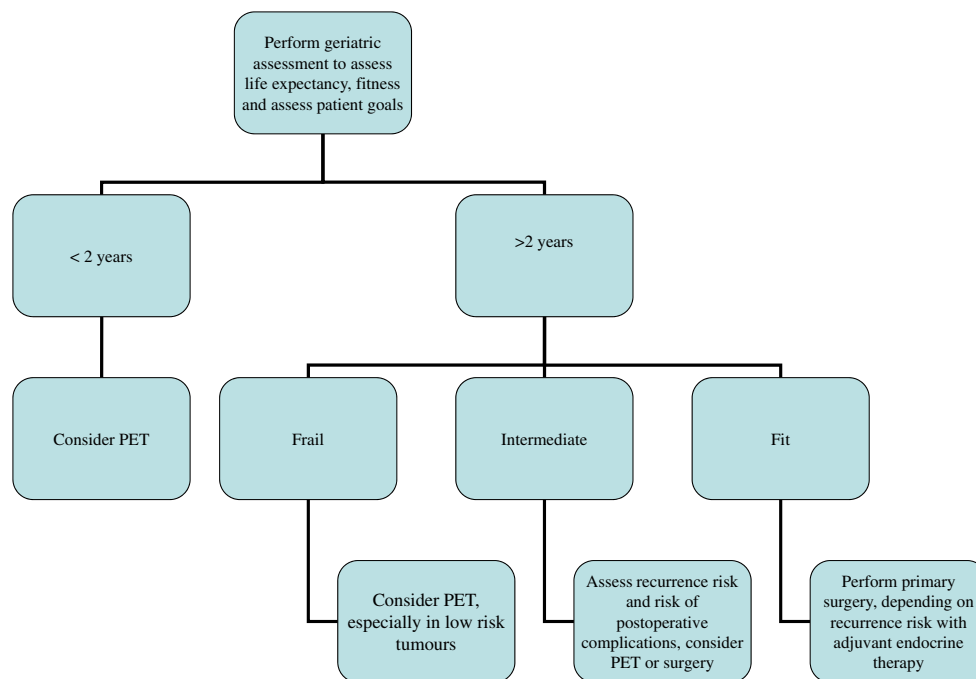 Perform geriatric
assessment to assess
life expectancy, fitness
and assess patient goals
< 2 years
>2 years
Consider PET
Frail
Intermediate
Fit
Consider PET,
especially in low risk
tumours
Assess recurrence risk
and risk of
postoperative
complications, consider
PET or surgery
Perform primary
surgery, depending on
recurrence risk with
adjuvant endocrine
therapy